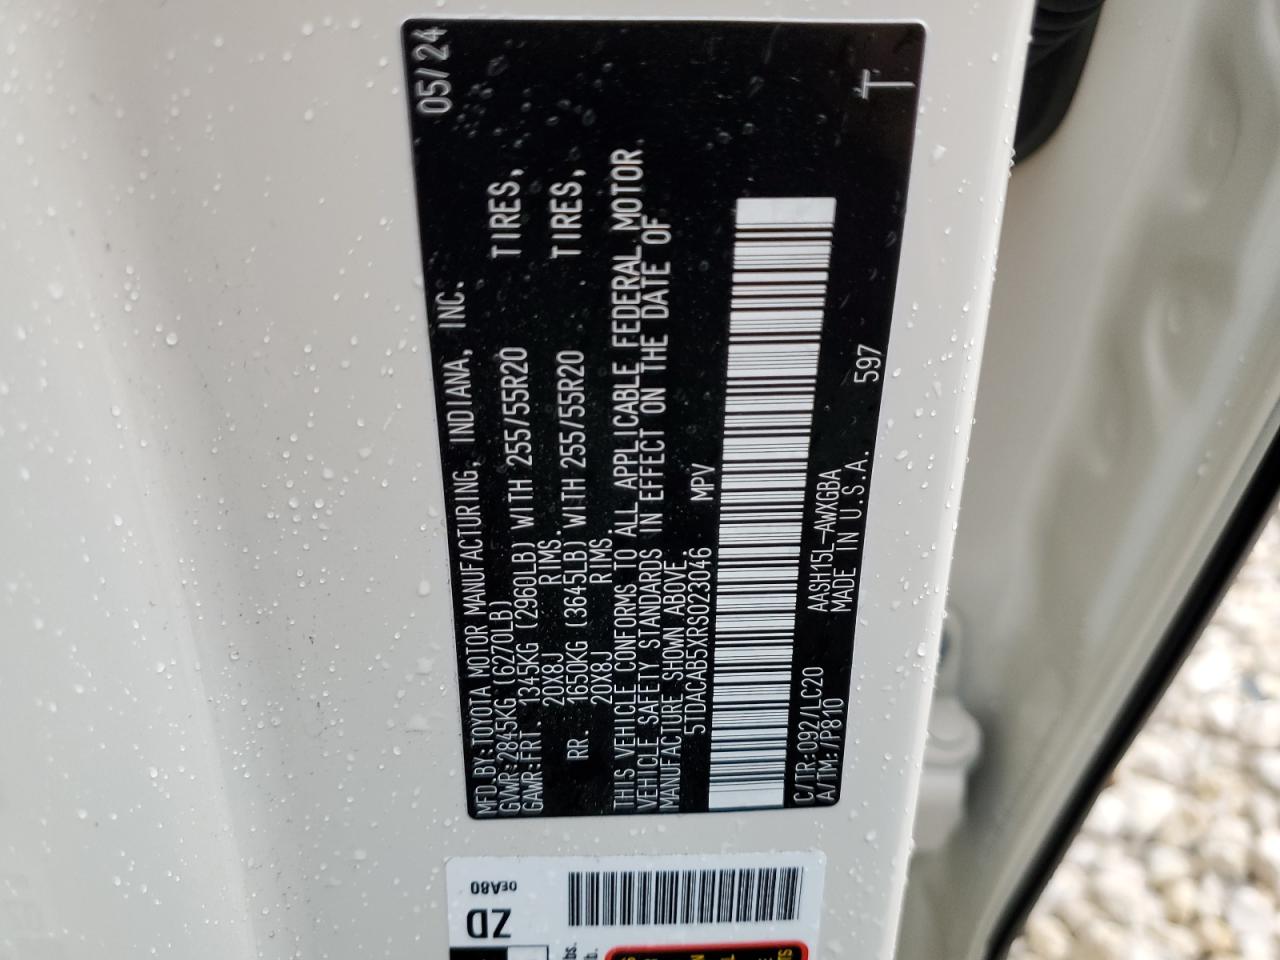 05/24
MFD.BY:TOYOTA MOTOR MANUFACTURING, INDIANA, INC.
GVWR:2845KG (6270LB)
GAWR:FRT. 1345KG (2960LB) WITH 255/55R20 TIRES,
20X8J RIMS.
RR. 1650KG (3645LB) WITH 255/55R20 TIRES,
20X8J RIMS.
THIS VEHICLE CONFORMS TO ALL APPLICABLE FEDERAL MOTOR
VEHICLE SAFETY STANDARDS IN EFFECT ON THE DATE OF
MANUFACTURE SHOWN ABOVE.
5TDACAB5XRS023046 MPV
C/TR:092/LC20 AASH15L-AWXGBA
A/TM:/P810 MADE IN U.S.A. 597
T
0EA80
ZD